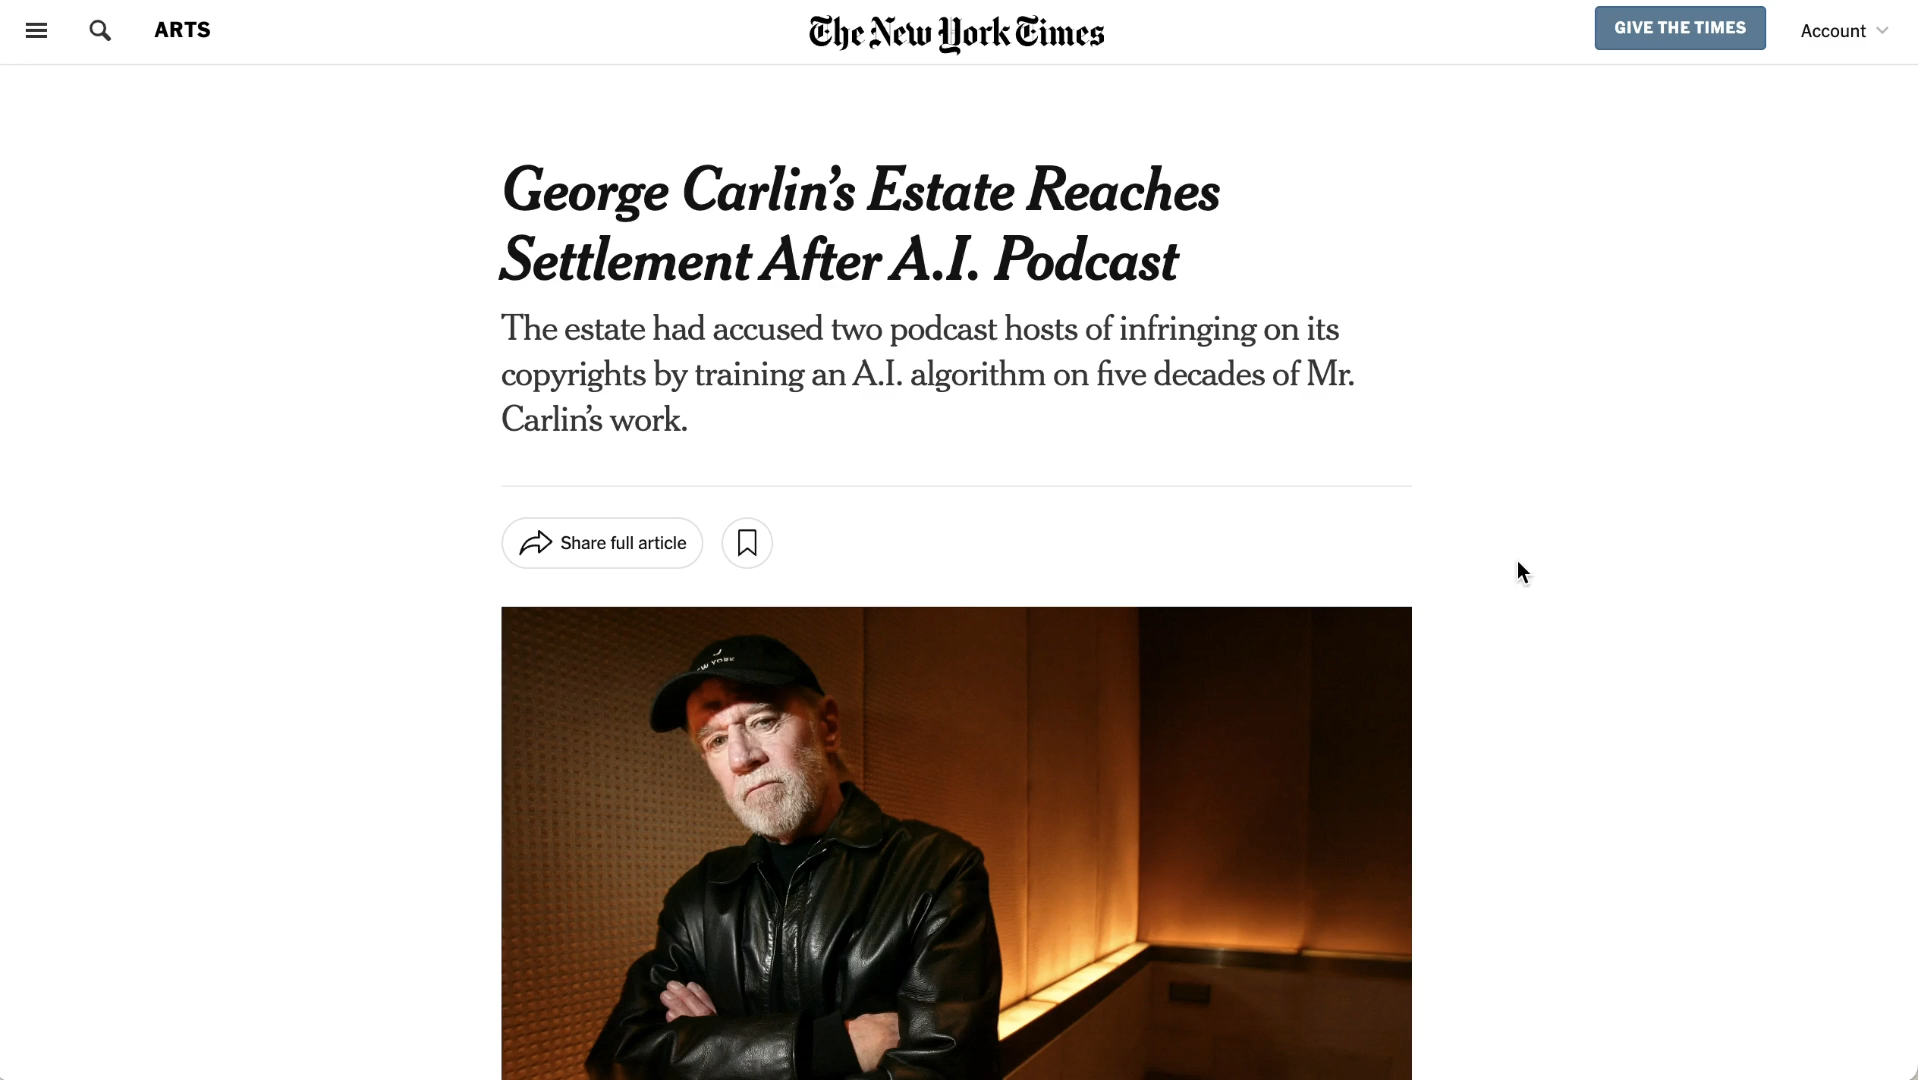 ARTS
The New York Times
GIVE THE TIMES
Account
George Carlin’s Estate Reaches
Settlement After A.I. Podcast
The estate had accused two podcast hosts of infringing on its
copyrights by training an A.I. algorithm on five decades of Mr.
Carlin’s work.
Share full article
YORK